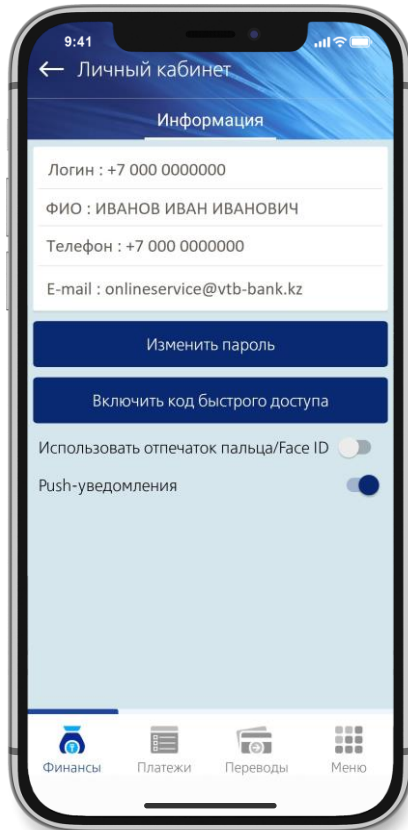 9:41
← Личный кабинет
Информация
Логин : +7 000 0000000
ФИО : ИВАНОВ ИВАН ИВАНОВИЧ
Телефон : +7 000 0000000
E-mail : onlineservice@vtb-bank.kz
Изменить пароль
Включить код быстрого доступа
Использовать отпечаток пальца/Face ID
Push-уведомления
Финансы Платежи Переводы Меню